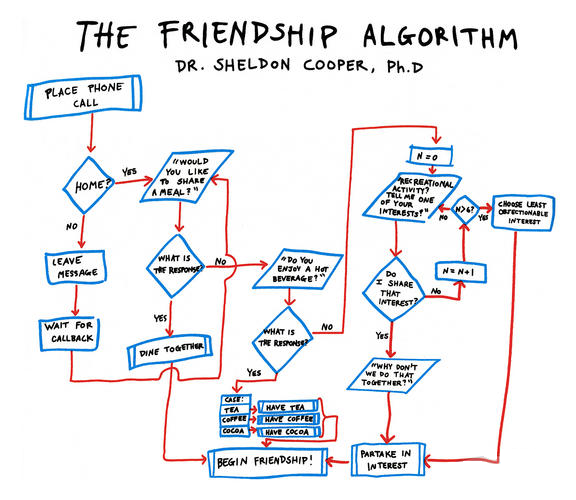 THE FRIENDSHIP ALGORITHM
DR. SHELDON COOPER, Ph.D
PLACE PHONE
CALL
HOME?
YES
NO
LEAVE
MESSAGE
WAIT FOR
CALLBACK
"WOULD
YOU LIKE
TO SHARE
A MEAL?"
WHAT IS
THE RESPONSE?
NO
YES
DINE TOGETHER
"DO YOU
ENJOY A HOT
BEVERAGE?"
WHAT IS
THE RESPONSE?
NO
YES
CASE:
TEA
HAVE TEA
COFFEE
HAVE COFFEE
COCOA
HAVE COCOA
BEGIN FRIENDSHIP!
N=0
"RECREATIONAL
ACTIVITY?
TELL ME ONE
OF YOUR
INTERESTS?"
N>6?
NO
YES
CHOOSE LEAST
OBJECTIONABLE
INTEREST
N=N+1
DO
I SHARE
THAT
INTEREST?
NO
YES
"WHY DON'T
WE DO THAT
TOGETHER?"
PARTAKE IN
INTEREST